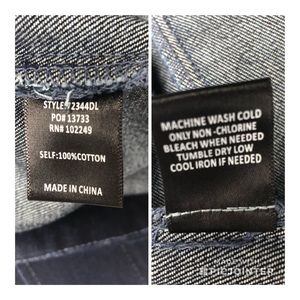 STYLE#72344DL
PO# 13733
RN# 102249
SELF:100%COTTON
MADE IN CHINA
MACHINE WASH COLD
ONLY NON-CHLORINE
BLEACH WHEN NEEDED
TUMBLE DRY LOW
COOL IRON IF NEEDED
PICJOINTER